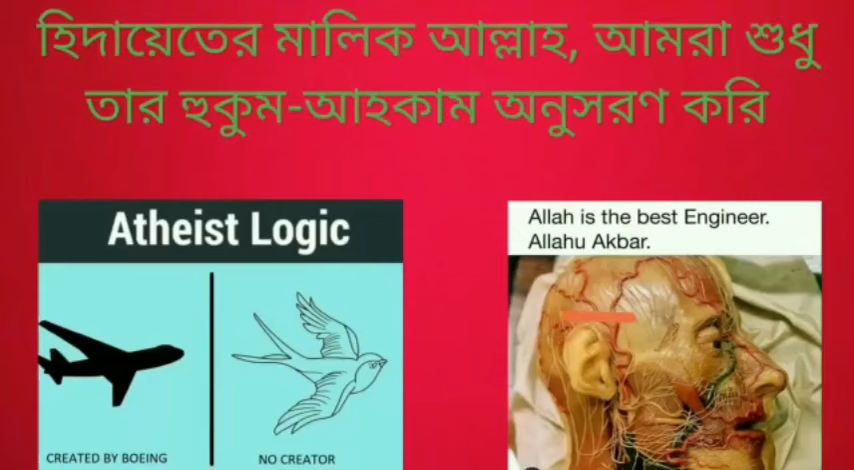 হিদায়েতের মালিক আল্লাহ, আমরা শুধু
তার হুকুম-আহকাম অনুসরণ করি
Atheist Logic
CREATED BY BOEING
NO CREATOR
Allah is the best Engineer.
Allahu Akbar.